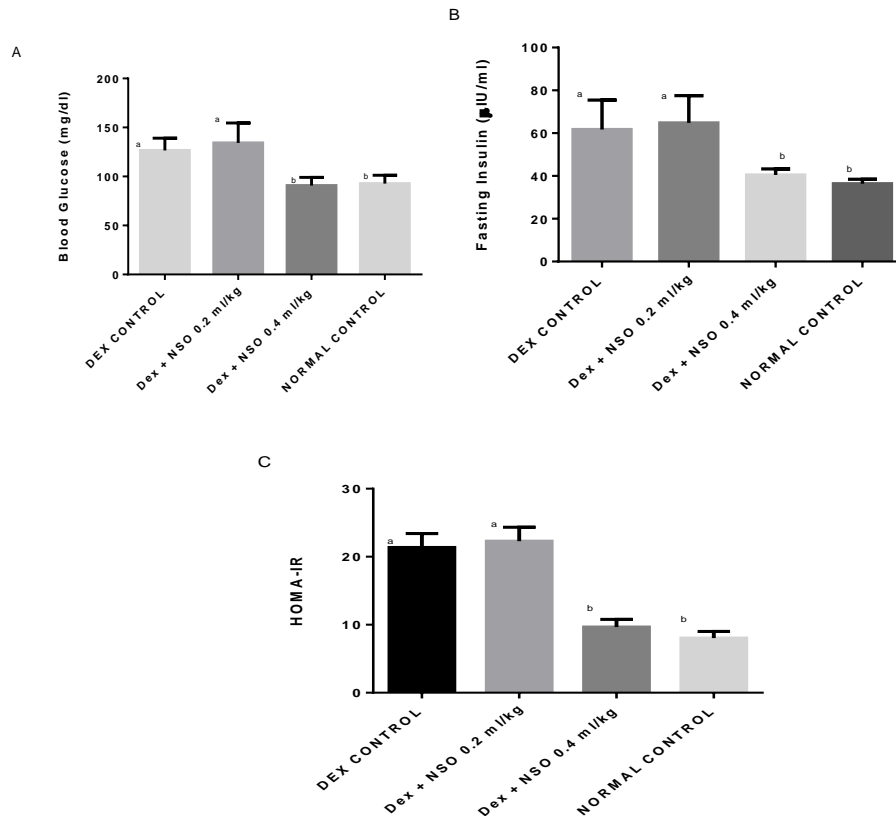 A
Blood Glucose (mg/dl)
200
150
100
50
0
a
a
b
b
DEX CONTROL
Dex + NSO 0.2 ml/kg
Dex + NSO 0.4 ml/kg
NORMAL CONTROL
B
Fasting Insulin ( IU/ml)
100
80
60
40
20
0
a
a
b
b
DEX CONTROL
Dex + NSO 0.2 ml/kg
Dex + NSO 0.4 ml/kg
NORMAL CONTROL
C
HOMA-IR
30
20
10
0
a
a
b
b
DEX CONTROL
Dex + NSO 0.2 ml/kg
Dex + NSO 0.4 ml/kg
NORMAL CONTROL